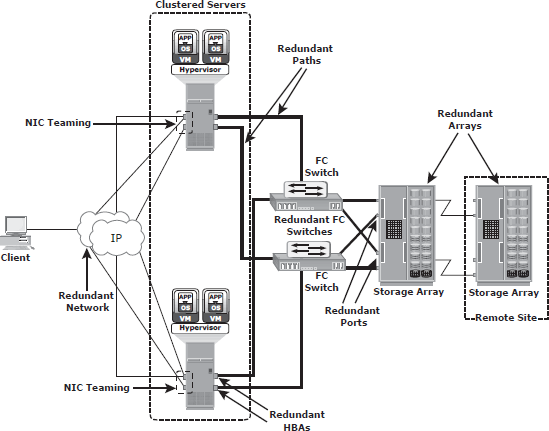 Clustered Servers
APP APP
OS OS
VM VM
Hypervisor
Redundant
Paths
NIC Teaming
Redundant
Arrays
FC
Switch
Redundant FC
Switches
IP
Client
FC
Switch
Storage Array
Storage Array
Redundant
Network
Redundant
Ports
Remote Site
APP APP
OS OS
VM VM
Hypervisor
NIC Teaming
Redundant
HBAs